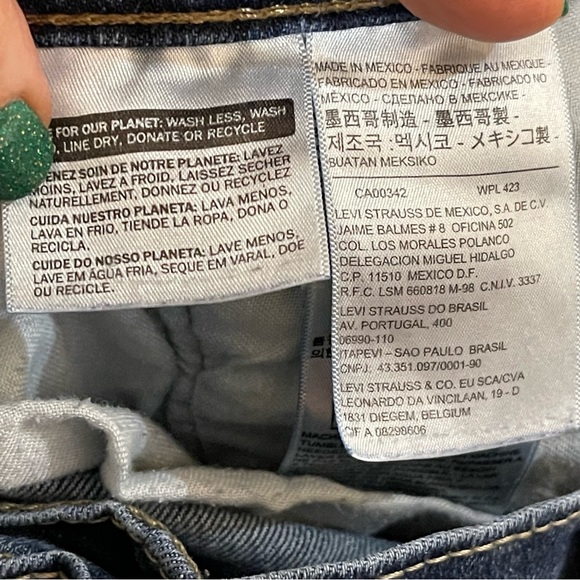 FOR OUR PLANET: WASH LESS, WASH
LINE DRY, DONATE OR RECYCLE
ENEZ SOIN DE NOTRE PLANETE: LAVEZ
MOINS, LAVEZ A FROID, LAISSEZ SECHER
NATURELLEMENT, DONNEZ OU RECYCLEZ
CUIDA NUESTRO PLANETA: LAVA MENOS,
LAVA EN FRIO, TIENDE LA ROPA, DONA O
RECICLA.
CUIDE DO NOSSO PLANETA: LAVE MENOS,
LAVE EM ÁGUA FRIA, SEQUE EM VARAL, DOE
OU RECICLE.
MADE IN MEXICO - FABRIQUE AU MEXIQUE -
FABRICADO EN MEXICO - FABRICADO NO
MÉXICO - СДЕЛАНО В МЕКСИКЕ -
墨西哥制造 - 墨西哥製 -
제조국 :멕시코 - メキシコ製 -
BUATAN MEKSIKO
CA00342 WPL 423
LEVI STRAUSS DE MEXICO, S.A. DE C.V
JAIME BALMES # 8 OFICINA 502
COL. LOS MORALES POLANCO
DELEGACION MIGUEL HIDALGO
C.P. 11510 MEXICO D.F.
R.F.C. LSM 660818 M-98 C.N.I.V. 3337
LEVI STRAUSS DO BRASIL
AV. PORTUGAL, 400
06990-110
ITAPEVI - SAO PAULO BRASIL
CNPJ: 43.351.097/0001-90
LEVI STRAUSS & CO. EU SCA/CVA
LEONARDO DA VINCILAAN, 19 - D
1831 DIEGEM, BELGIUM
CIF A 08298606